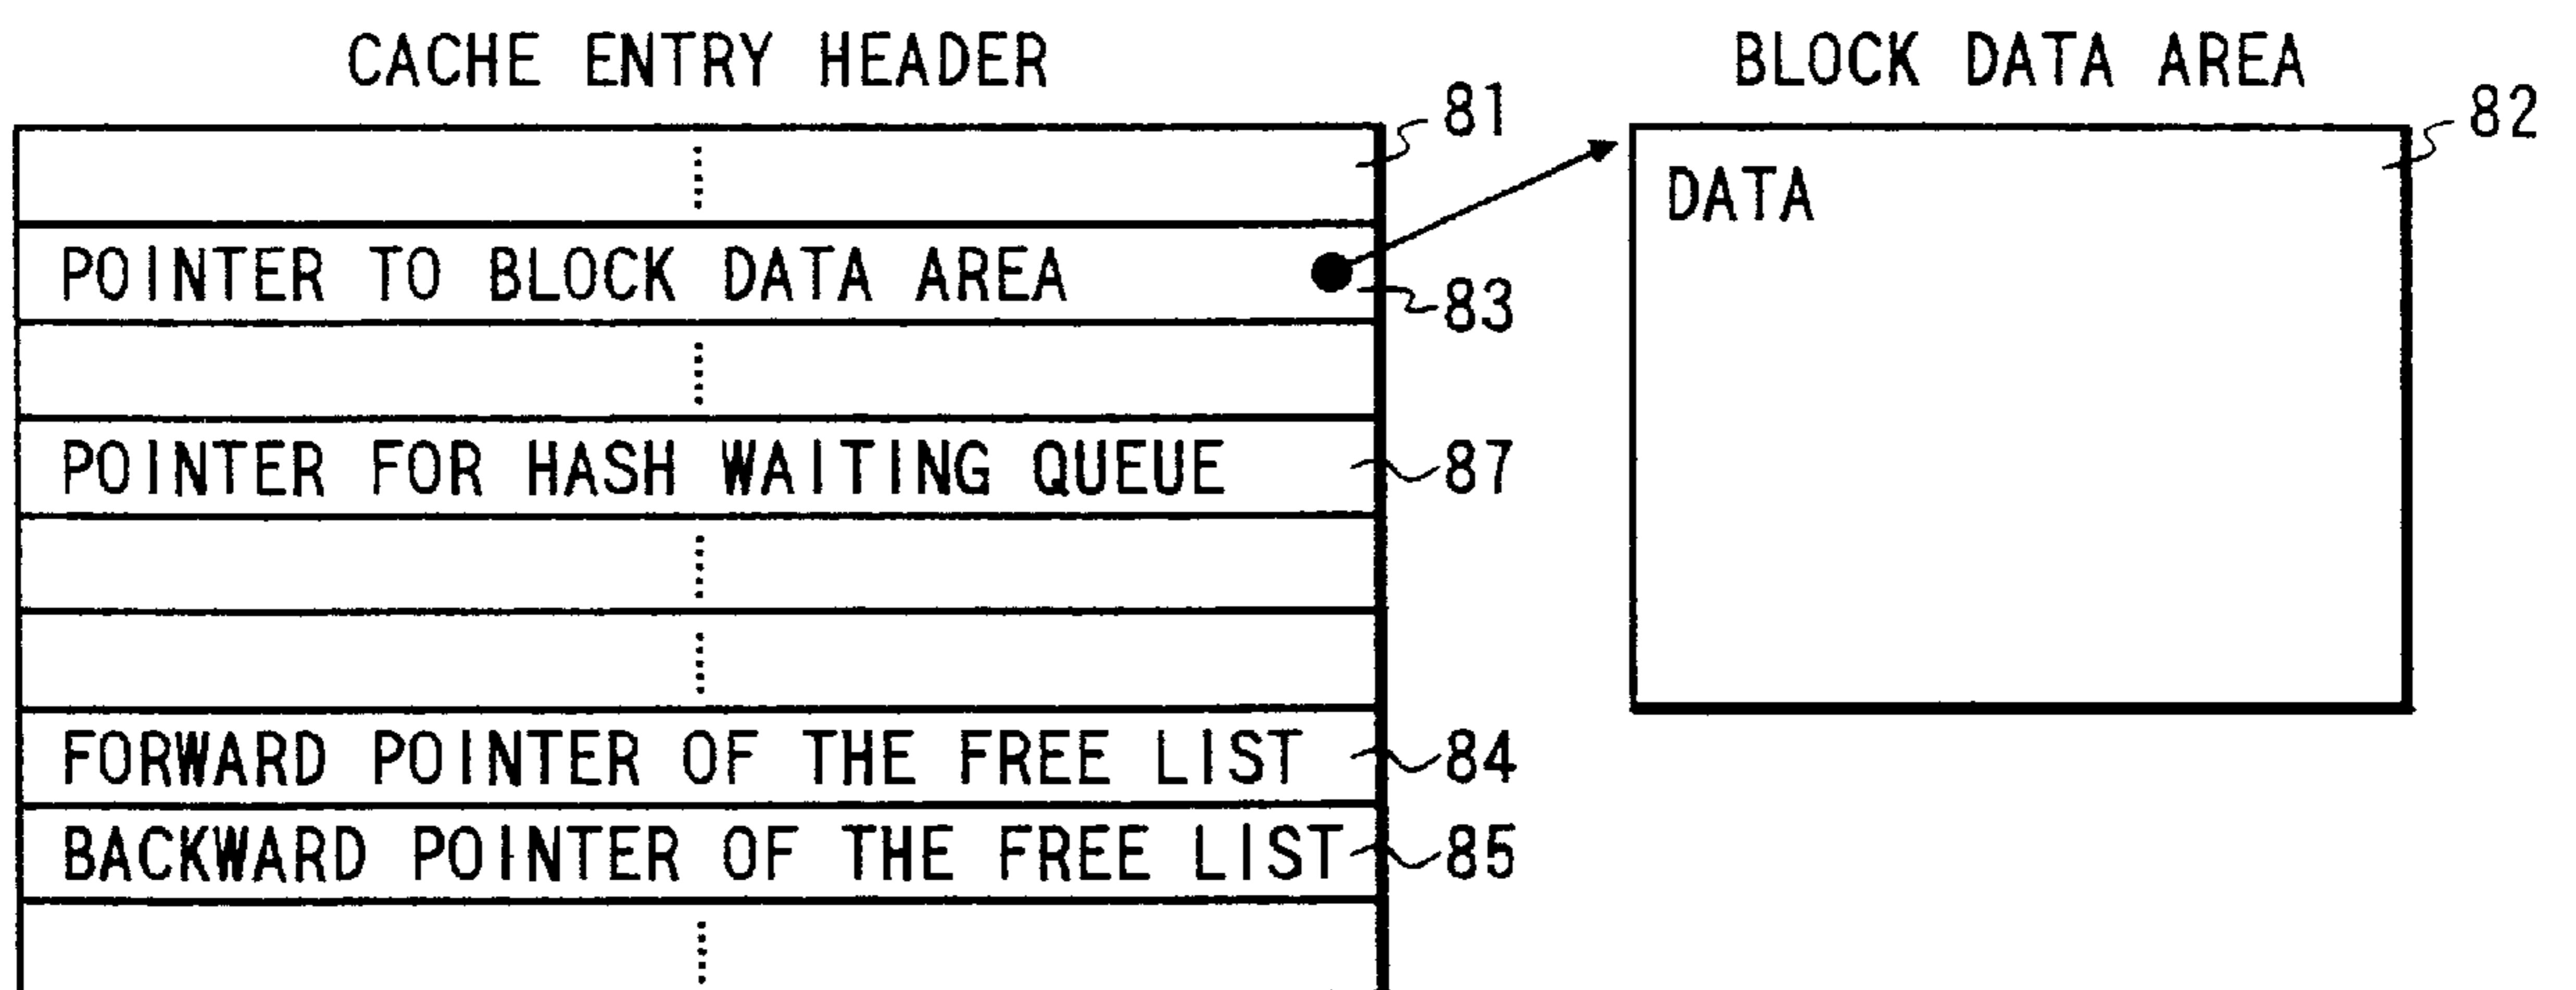 CACHE ENTRY HEADER
81
POINTER TO BLOCK DATA AREA
83
POINTER FOR HASH WAITING QUEUE
87
FORWARD POINTER OF THE FREE LIST
84
BACKWARD POINTER OF THE FREE LIST
85
BLOCK DATA AREA
82
DATA